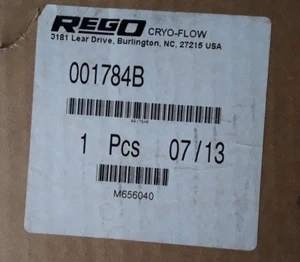 REGO CRYO-FLOW
3181 Lear Drive, Burlington, NC, 27215 USA
001784B
1 Pcs 07/13
M656040